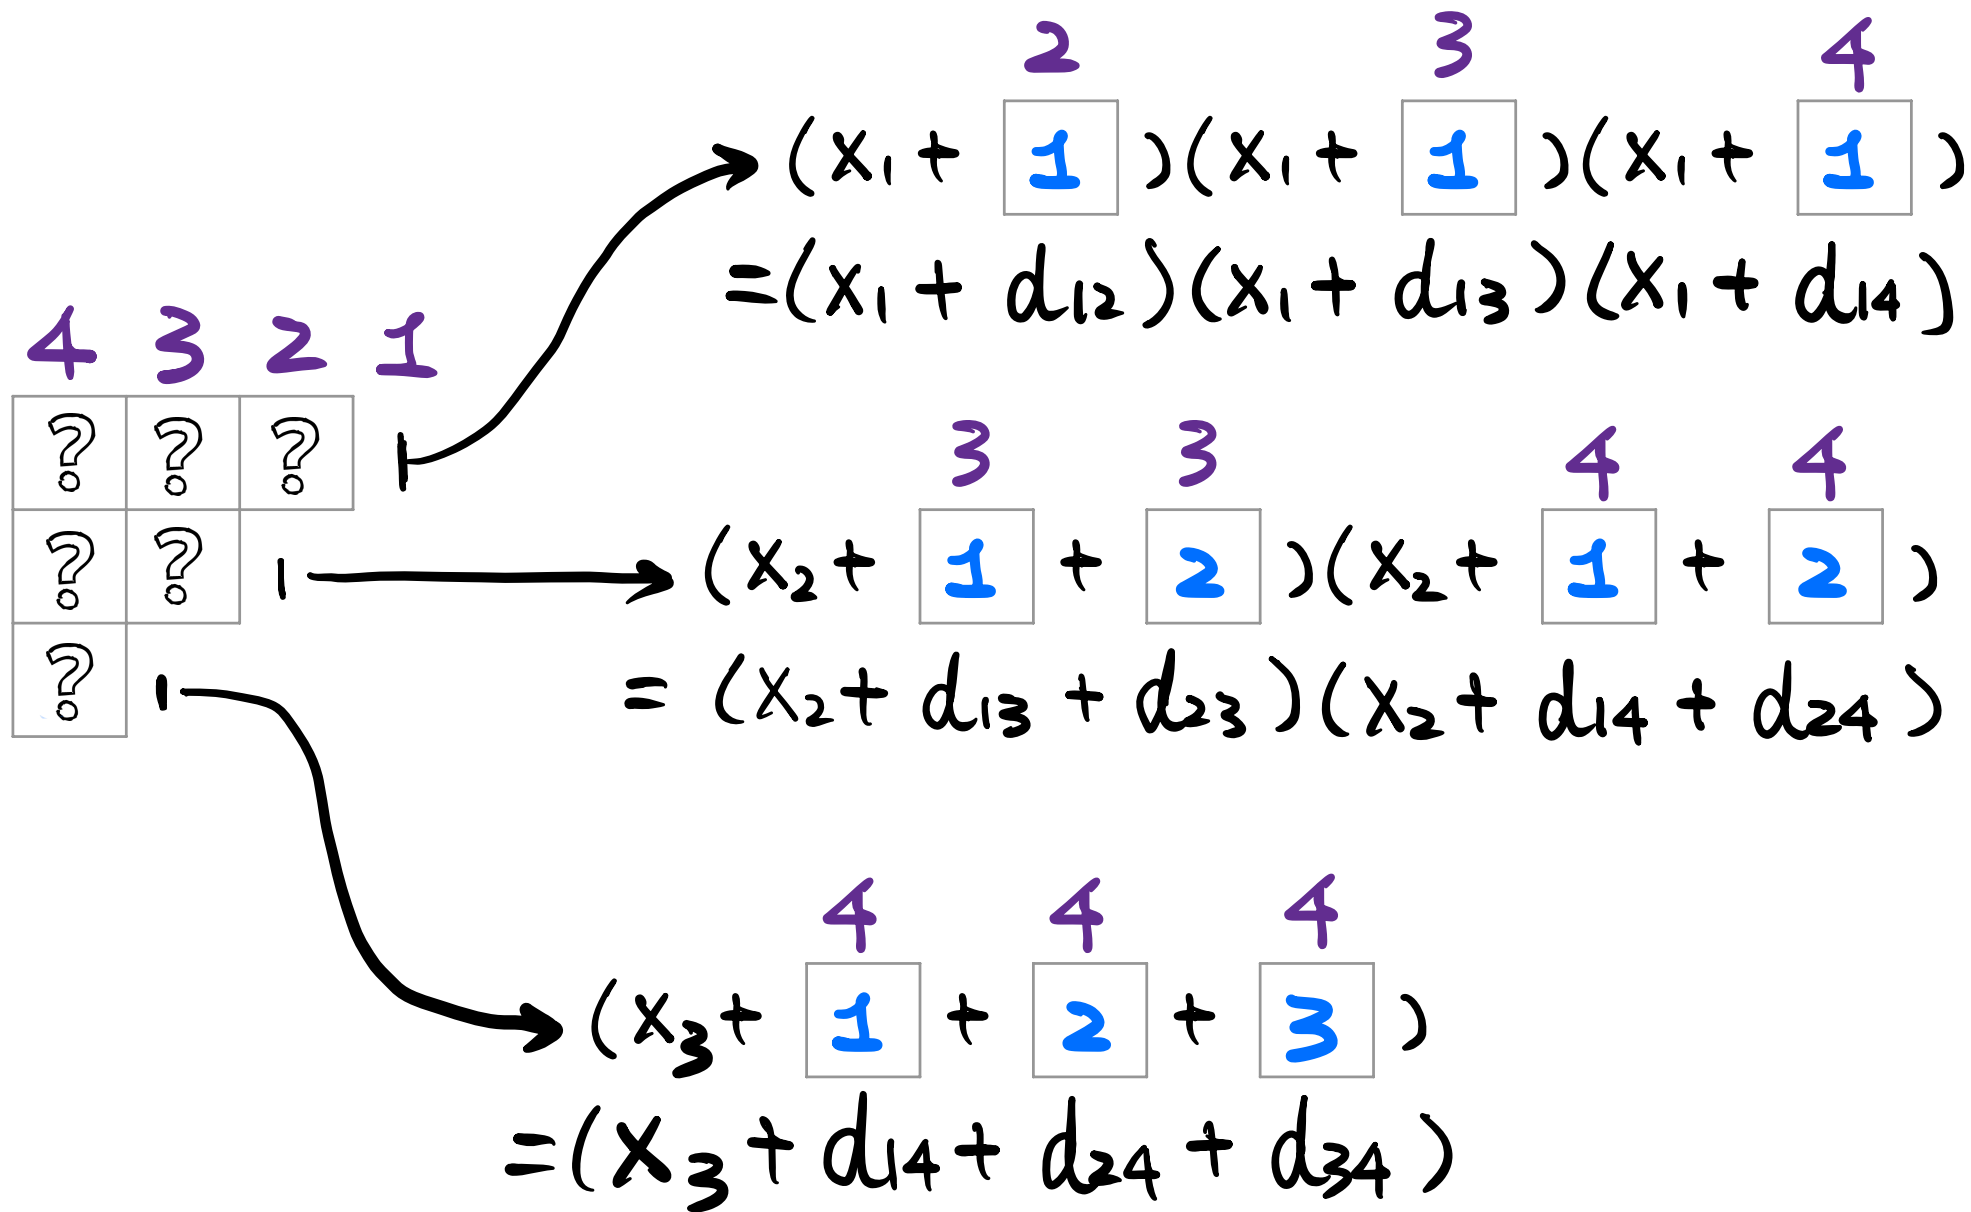 2 3 4
(x₁ + 1)(x₁ + 1)(x₁ + 1)
=(x₁ + d₁₂)(x₁ + d₁₃)(x₁ + d₁₄)
4 3 2 1
? ? ?
3 3 4 4
? ?
(x₂ + 1 + 2)(x₂ + 1 + 2)
= (x₂ + d₁₃ + d₂₃)(x₂ + d₁₄ + d₂₄)
?
4 4 4
(x₃ + 1 + 2 + 3)
=(x₃ + d₁₄ + d₂₄ + d₃₄)